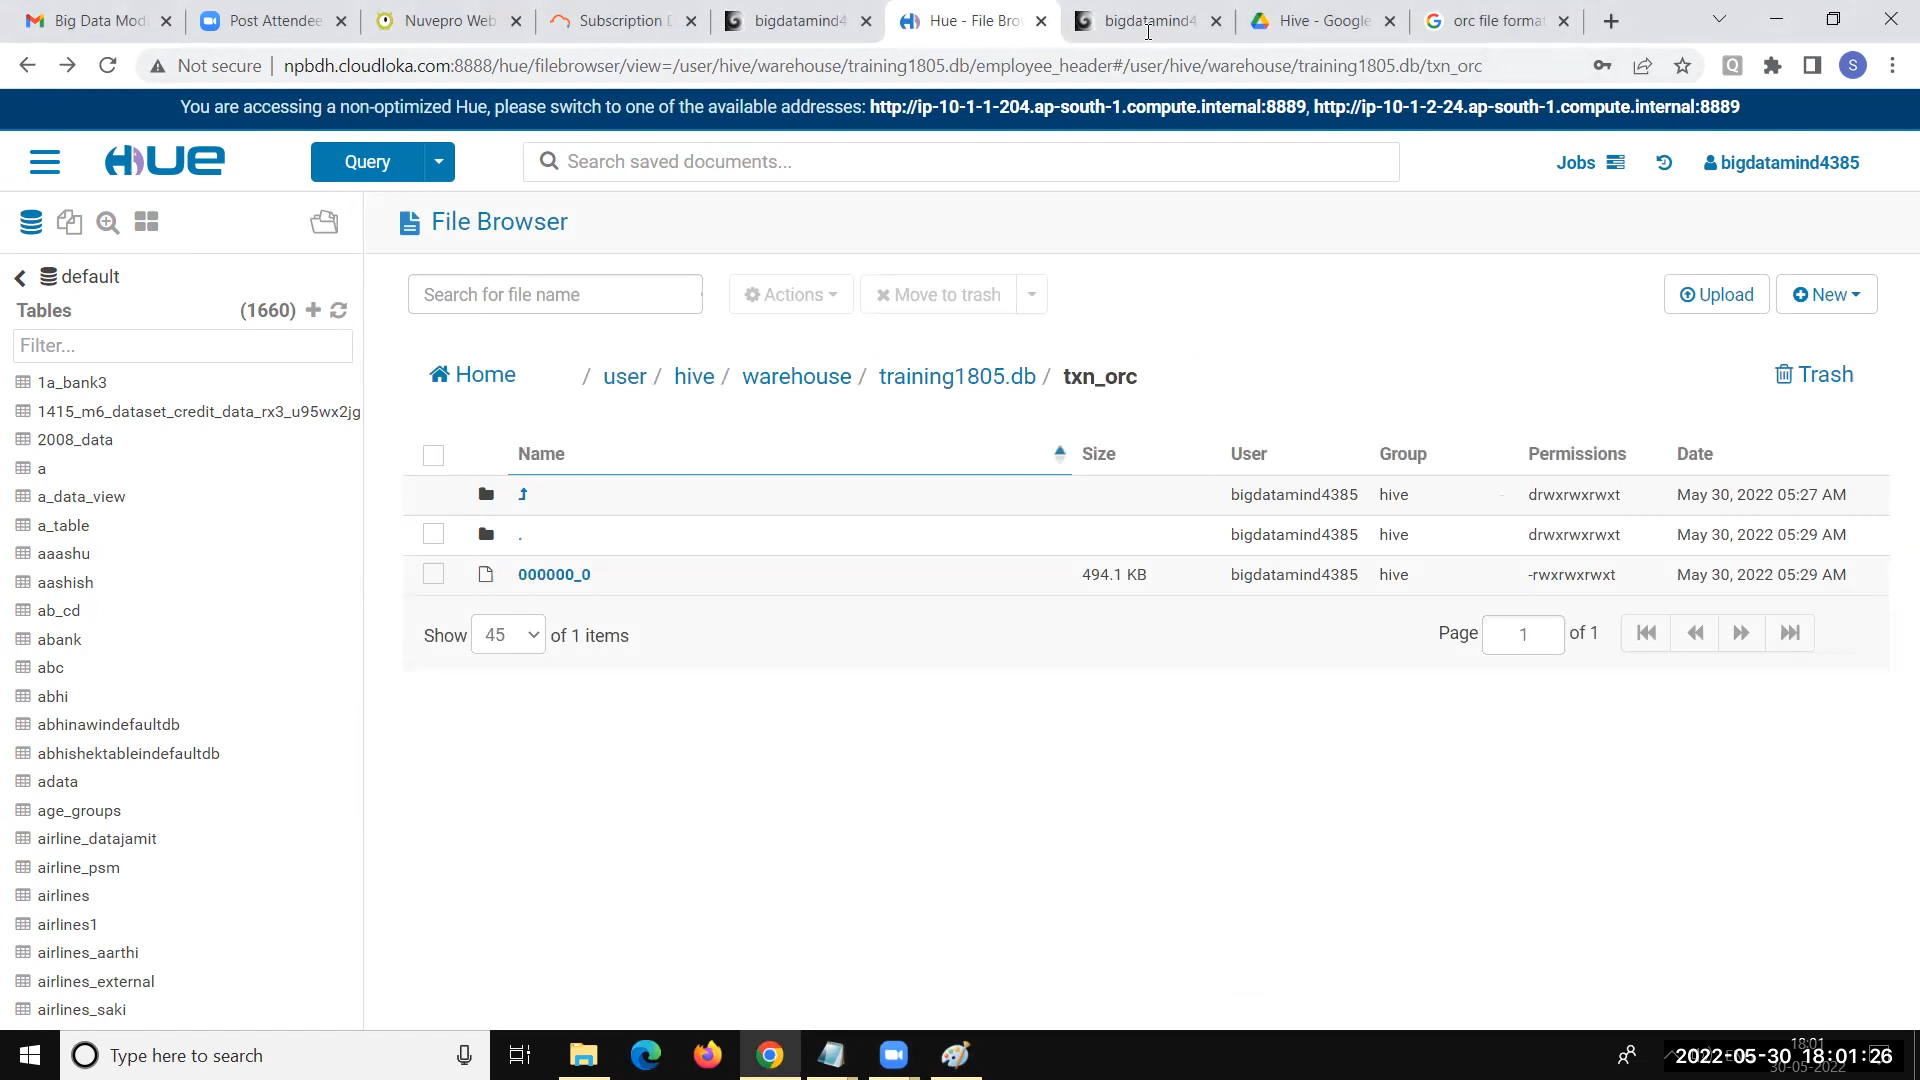 Big Data Mod
Post Attendee
Nuvepro Web
Subscription D
bigdatamind4
Hue - File Brow
bigdatamind4
Hive - Google
orc file format
Not secure
npbdh.cloudloka.com:8888/hue/filebrowser/view=/user/hive/warehouse/training1805.db/employee_header#/user/hive/warehouse/training1805.db/txn_orc
Q
S
You are accessing a non-optimized Hue, please switch to one of the available addresses: http://ip-10-1-1-204.ap-south-1.compute.internal:8889, http://ip-10-1-2-24.ap-south-1.compute.internal:8889
HUE
Query
Search saved documents...
Jobs
bigdatamind4385
File Browser
default
Tables (1660)
Filter...
1a_bank3
1415_m6_dataset_credit_data_rx3_u95wx2jg
2008_data
a
a_data_view
a_table
aaashu
aashish
ab_cd
abank
abc
abhi
abhinawindefaultdb
abhishektableindefaultdb
adata
age_groups
airline_datajamit
airline_psm
airlines
airlines1
airlines_aarthi
airlines_external
airlines_saki
Search for file name
Actions
Move to trash
Upload
New
Home / user / hive / warehouse / training1805.db / txn_orc
Trash
Name Size User Group Permissions Date
bigdatamind4385 hive drwxrwxrwxt May 30, 2022 05:27 AM
. bigdatamind4385 hive drwxrwxrwxt May 30, 2022 05:29 AM
000000_0 494.1 KB bigdatamind4385 hive -rwxrwxrwxt May 30, 2022 05:29 AM
Show 45 of 1 items
Page 1 of 1
Type here to search
18:01
2022-05-30 18:01:26
30-05-2022